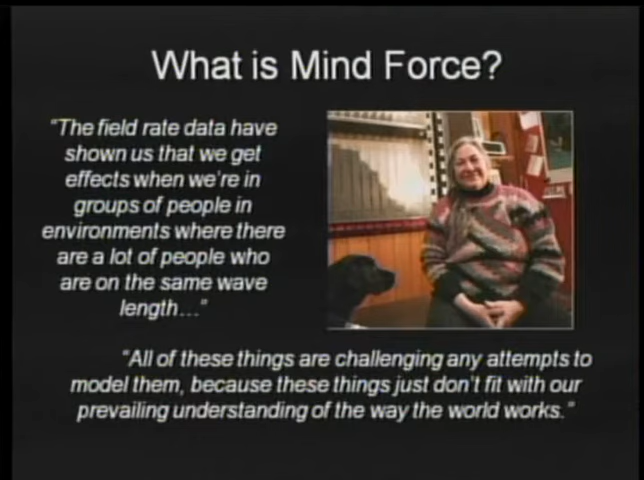 What is Mind Force?
"The field rate data have
shown us that we get
effects when we're in
groups of people in
environments where there
are a lot of people who
are on the same wave
length…"
"All of these things are challenging any attempts to
model them, because these things just don't fit with our
prevailing understanding of the way the world works."